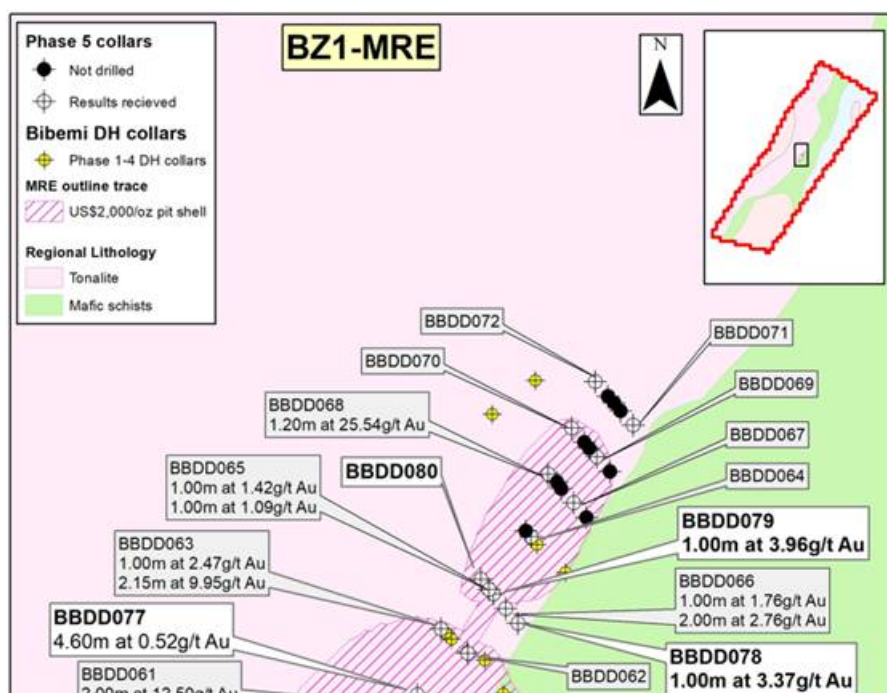 BZ1-MRE
N
Phase 5 collars
Not drilled
Results recieved
Bibemi DH collars
Phase 1-4 DH collars
MRE outline trace
US$2,000/oz pit shell
Regional Lithology
Tonalite
Mafic schists
BBDD072
BBDD071
BBDD070
BBDD069
BBDD068
1.20m at 25.54g/t Au
BBDD067
BBDD065
1.00m at 1.42g/t Au
1.00m at 1.09g/t Au
BBDD080
BBDD064
BBDD079
1.00m at 3.96g/t Au
BBDD063
1.00m at 2.47g/t Au
2.15m at 9.95g/t Au
BBDD066
1.00m at 1.76g/t Au
2.00m at 2.76g/t Au
BBDD077
4.60m at 0.52g/t Au
BBDD062
BBDD078
1.00m at 3.37g/t Au
BBDD061